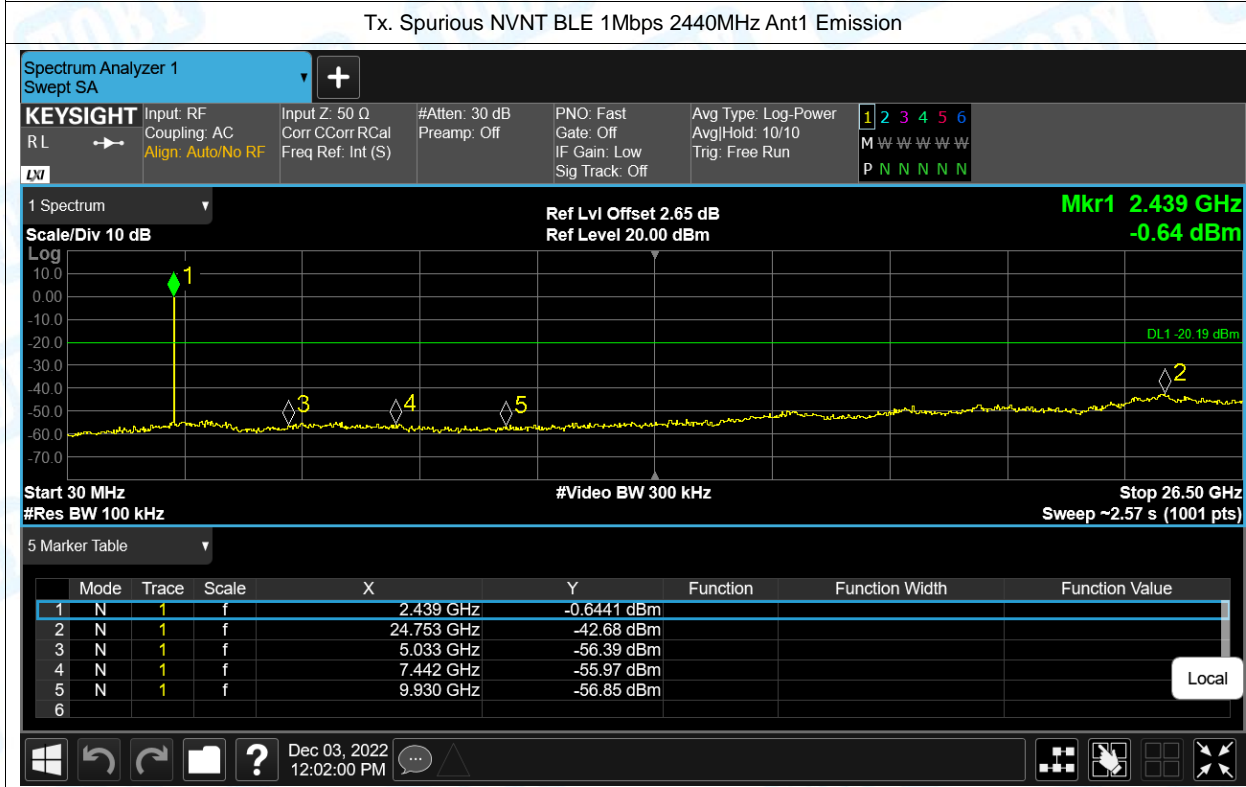 Tx. Spurious NVNT BLE 1Mbps 2440MHz Ant1 Emission
Spectrum Analyzer 1
Swept SA
KEYSIGHT
R L
LXI
Input: RF
Coupling: AC
Align: Auto/No RF
Input Z: 50 Ω
Corr CCorr RCal
Freq Ref: Int (S)
#Atten: 30 dB
Preamp: Off
PNO: Fast
Gate: Off
IF Gain: Low
Sig Track: Off
Avg Type: Log-Power
Avg|Hold: 10/10
Trig: Free Run
1 2 3 4 5 6
M W W W W W
P N N N N N
1 Spectrum
Scale/Div 10 dB
Ref Lvl Offset 2.65 dB
Ref Level 20.00 dBm
Mkr1 2.439 GHz
-0.64 dBm
Log
10.0
0.00
-10.0
-20.0
-30.0
-40.0
-50.0
-60.0
-70.0
1
DL1 -20.19 dBm
2
3
4
5
Start 30 MHz
#Video BW 300 kHz
Stop 26.50 GHz
#Res BW 100 kHz
Sweep ~2.57 s (1001 pts)
5 Marker Table
Mode Trace Scale X Y Function Function Width Function Value
1 N 1 f 2.439 GHz -0.6441 dBm
2 N 1 f 24.753 GHz -42.68 dBm
3 N 1 f 5.033 GHz -56.39 dBm
4 N 1 f 7.442 GHz -55.97 dBm
5 N 1 f 9.930 GHz -56.85 dBm
6
Local
?
Dec 03, 2022
12:02:00 PM